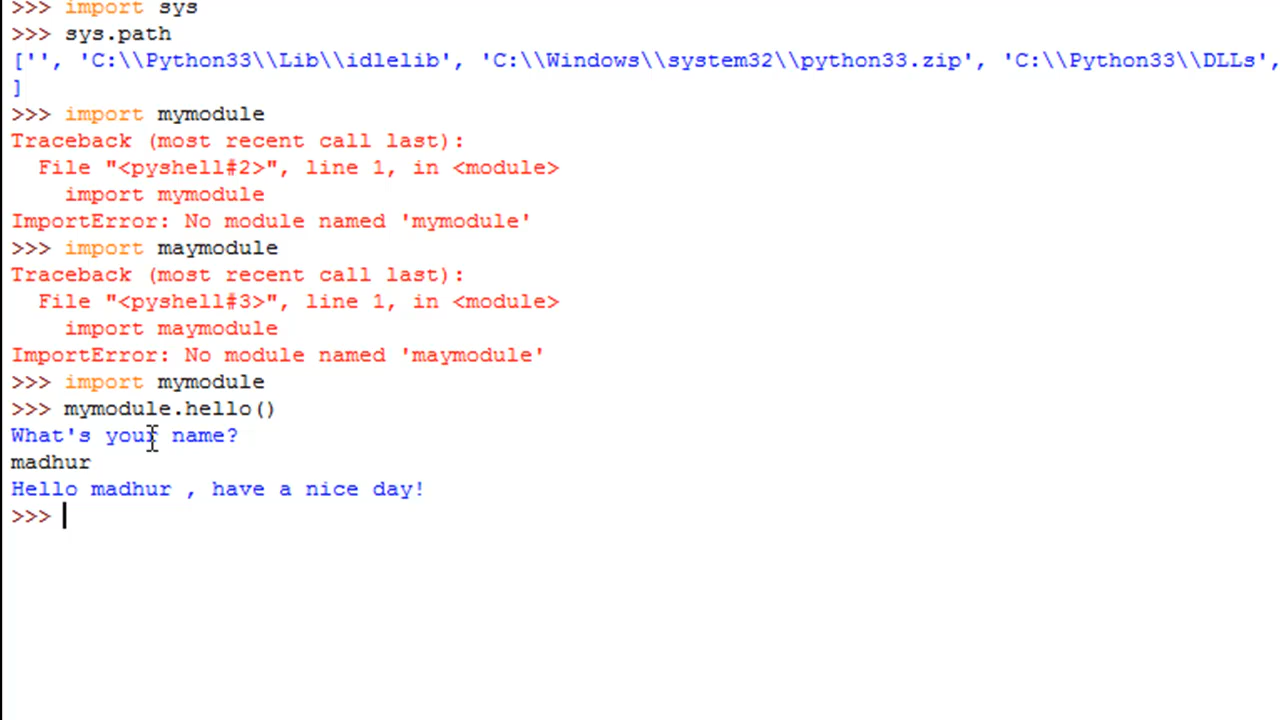 >>> import sys
>>> sys.path
['', 'C:\\Python33\\Lib\\idlelib', 'C:\\Windows\\system32\\python33.zip', 'C:\\Python33\\DLLs',
]
>>> import mymodule
Traceback (most recent call last):
  File "<pyshell#2>", line 1, in <module>
    import mymodule
ImportError: No module named 'mymodule'
>>> import maymodule
Traceback (most recent call last):
  File "<pyshell#3>", line 1, in <module>
    import maymodule
ImportError: No module named 'maymodule'
>>> import mymodule
>>> mymodule.hello()
What's your name?
madhur
Hello madhur , have a nice day!
>>>